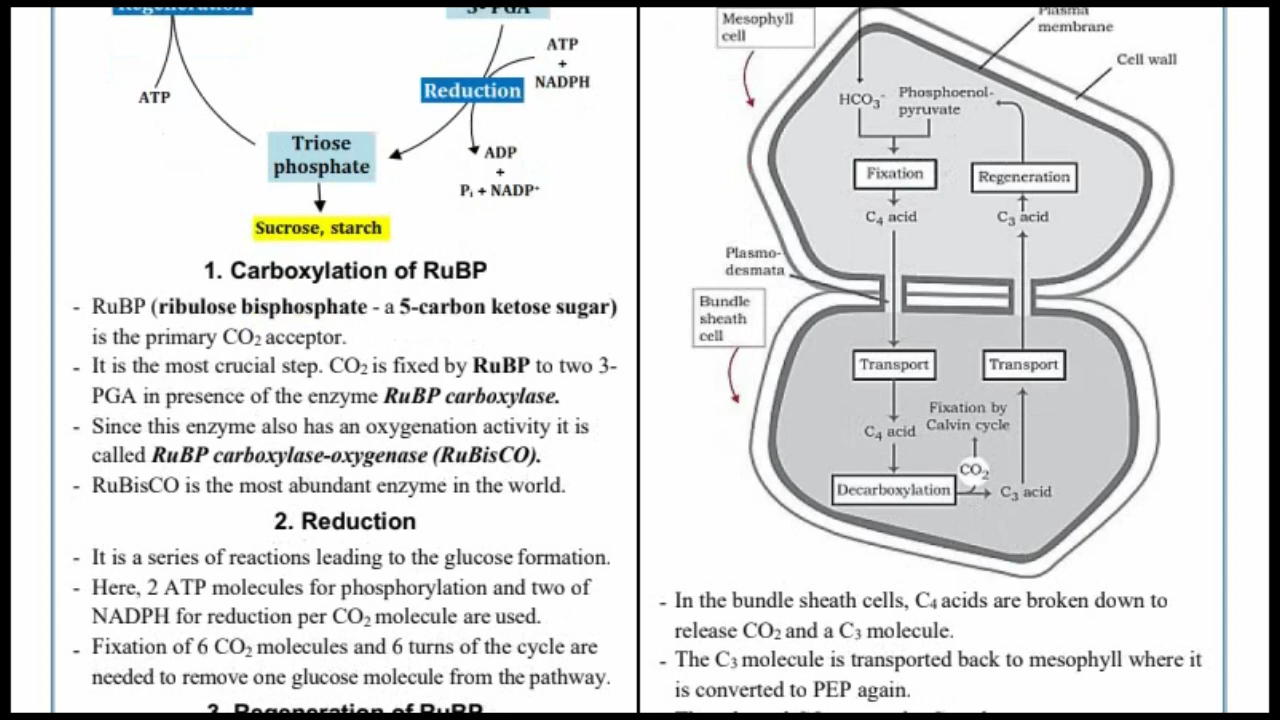 Regeneration
3-PGA
ATP
+
NADPH
Reduction
ATP
Triose
phosphate
ADP
+
Pi + NADP+
Sucrose, starch
1. Carboxylation of RuBP
- RuBP (ribulose bisphosphate - a 5-carbon ketose sugar)
is the primary CO2 acceptor.
- It is the most crucial step. CO2 is fixed by RuBP to two 3-
PGA in presence of the enzyme RuBP carboxylase.
- Since this enzyme also has an oxygenation activity it is
called RuBP carboxylase-oxygenase (RuBisCO).
- RuBisCO is the most abundant enzyme in the world.
2. Reduction
- It is a series of reactions leading to the glucose formation.
- Here, 2 ATP molecules for phosphorylation and two of
NADPH for reduction per CO2 molecule are used.
- Fixation of 6 CO2 molecules and 6 turns of the cycle are
needed to remove one glucose molecule from the pathway.
3. Regeneration of RuBP
Mesophyll
cell
Plasma
membrane
Cell wall
HCO3-
Phosphoenol-
pyruvate
Fixation
Regeneration
C4 acid
C3 acid
Plasmo-
desmata
Bundle
sheath
cell
Transport
Transport
Fixation by
Calvin cycle
C4 acid
CO2
Decarboxylation
C3 acid
- In the bundle sheath cells, C4 acids are broken down to
release CO2 and a C3 molecule.
- The C3 molecule is transported back to mesophyll where it
is converted to PEP again.